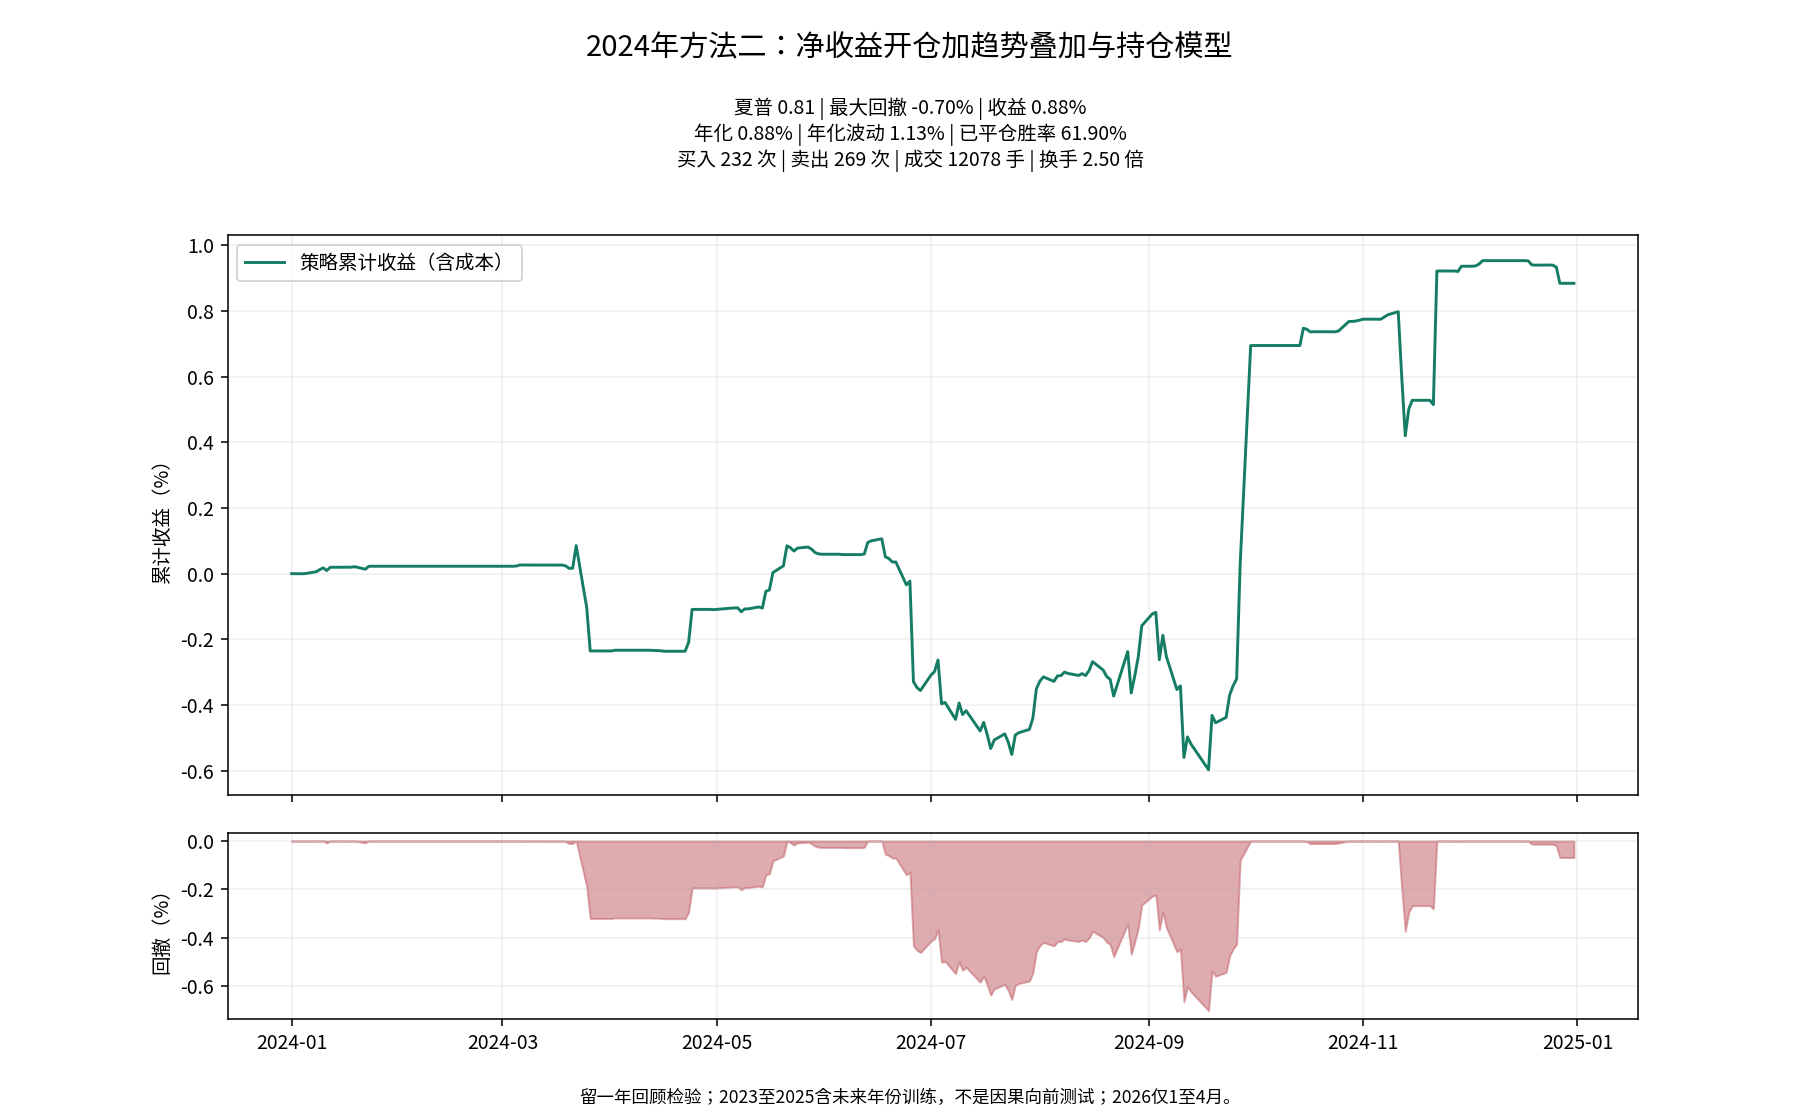 2024年方法二：净收益开仓加趋势叠加与持仓模型
夏普 0.81 | 最大回撤 -0.70% | 收益 0.88%
年化 0.88% | 年化波动 1.13% | 已平仓胜率 61.90%
买入 232 次 | 卖出 269 次 | 成交 12078 手 | 换手 2.50 倍
策略累计收益（含成本）
累计收益（%）
1.0
0.8
0.6
0.4
0.2
0.0
-0.2
-0.4
-0.6
回撤（%）
0.0
-0.2
-0.4
-0.6
2024-01
2024-03
2024-05
2024-07
2024-09
2024-11
2025-01
留一年回顾检验；2023至2025含未来年份训练，不是因果向前测试；2026仅1至4月。